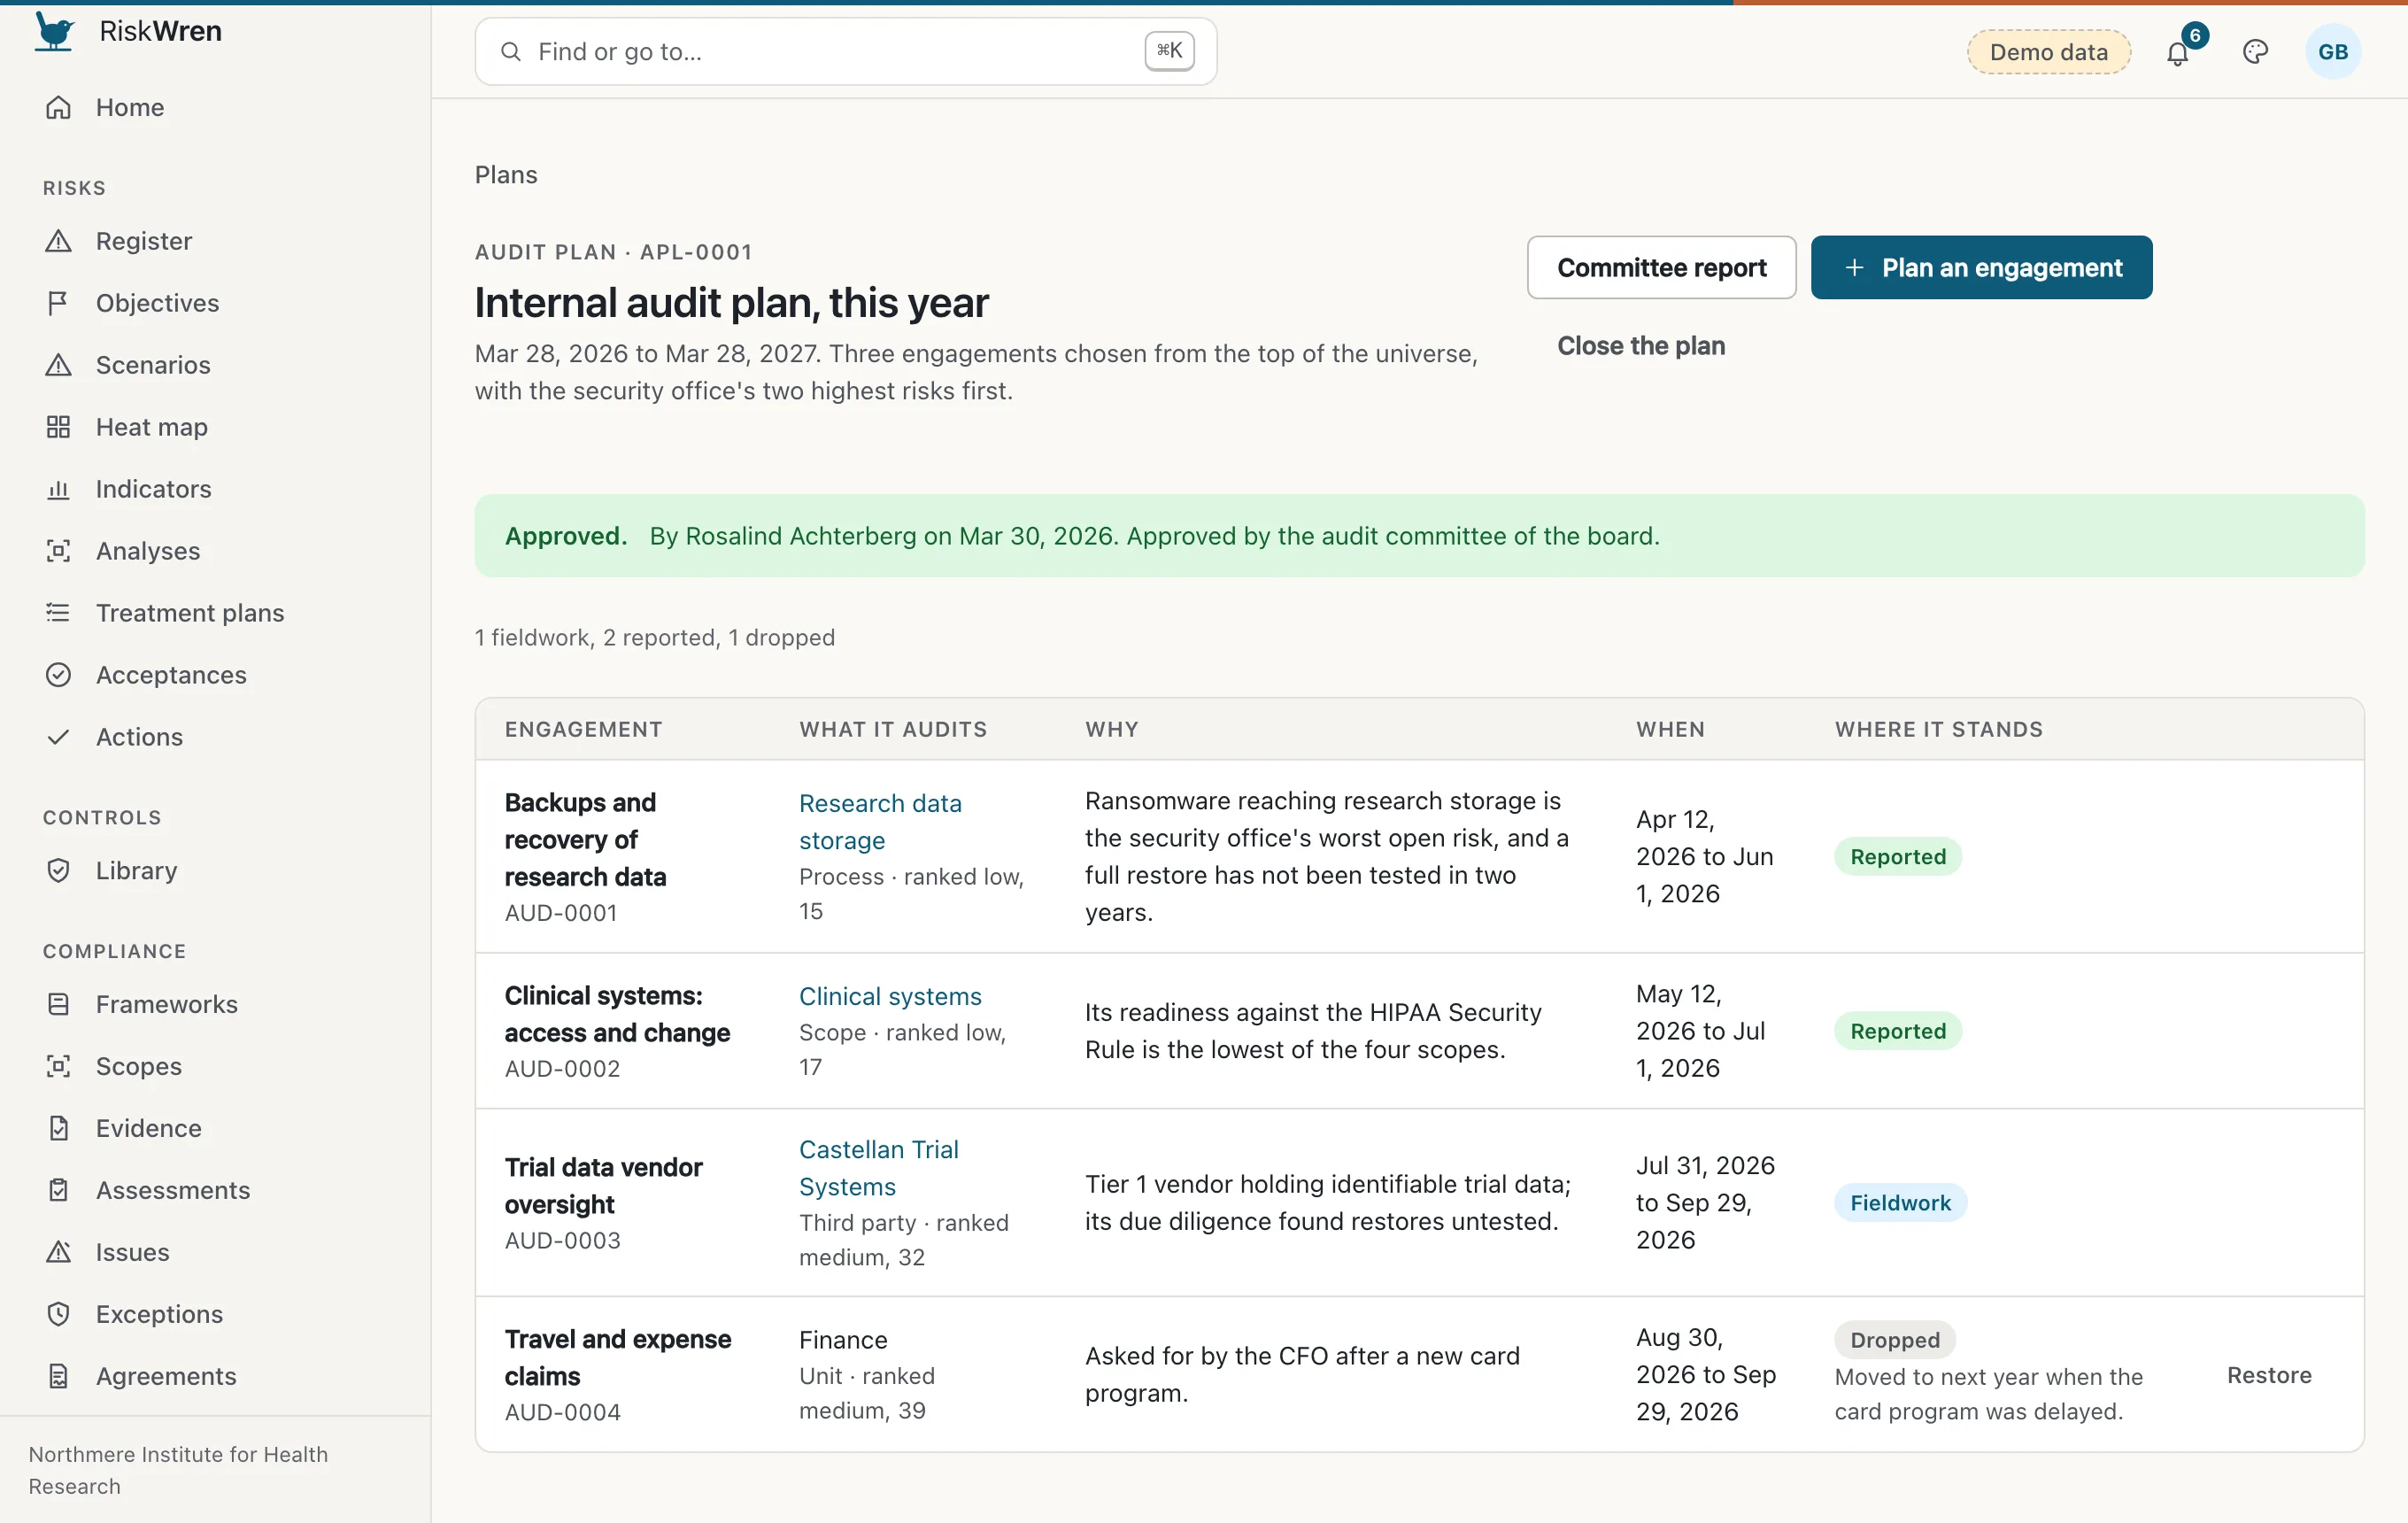 RiskWren
Find or go to...
⌘K
Demo data
6
GB
Home
RISKS
Register
Objectives
Scenarios
Heat map
Indicators
Analyses
Treatment plans
Acceptances
Actions
CONTROLS
Library
COMPLIANCE
Frameworks
Scopes
Evidence
Assessments
Issues
Exceptions
Agreements
Northmere Institute for Health
Research
Plans
AUDIT PLAN · APL-0001
Internal audit plan, this year
Mar 28, 2026 to Mar 28, 2027. Three engagements chosen from the top of the universe,
with the security office's two highest risks first.
Committee report
+ Plan an engagement
Close the plan
Approved. By Rosalind Achterberg on Mar 30, 2026. Approved by the audit committee of the board.
1 fieldwork, 2 reported, 1 dropped
ENGAGEMENT
WHAT IT AUDITS
WHY
WHEN
WHERE IT STANDS
Backups and
recovery of
research data
AUD-0001
Research data
storage
Process · ranked low,
15
Ransomware reaching research storage is
the security office's worst open risk, and a
full restore has not been tested in two
years.
Apr 12,
2026 to Jun
1, 2026
Reported
Clinical systems:
access and change
AUD-0002
Clinical systems
Scope · ranked low,
17
Its readiness against the HIPAA Security
Rule is the lowest of the four scopes.
May 12,
2026 to Jul
1, 2026
Reported
Trial data vendor
oversight
AUD-0003
Castellan Trial
Systems
Third party · ranked
medium, 32
Tier 1 vendor holding identifiable trial data;
its due diligence found restores untested.
Jul 31, 2026
to Sep 29,
2026
Fieldwork
Travel and expense
claims
AUD-0004
Finance
Unit · ranked
medium, 39
Asked for by the CFO after a new card
program.
Aug 30,
2026 to Sep
29, 2026
Dropped
Moved to next year when the
card program was delayed.
Restore